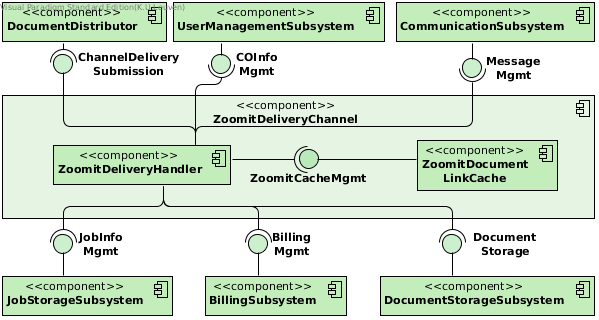 Visual Paradigm Standard Edition(K.U.Leuven)
<<component>>
DocumentDistributor
<<component>>
UserManagementSubsystem
<<component>>
CommunicationSubsystem
ChannelDelivery
Submission
COInfo
Mgmt
Message
Mgmt
<<component>>
ZoomitDeliveryChannel
<<component>>
ZoomitDeliveryHandler
ZoomitCacheMgmt
<<component>>
ZoomitDocument
LinkCache
JobInfo
Mgmt
Billing
Mgmt
Document
Storage
<<component>>
JobStorageSubsystem
<<component>>
BillingSubsystem
<<component>>
DocumentStorageSubsystem